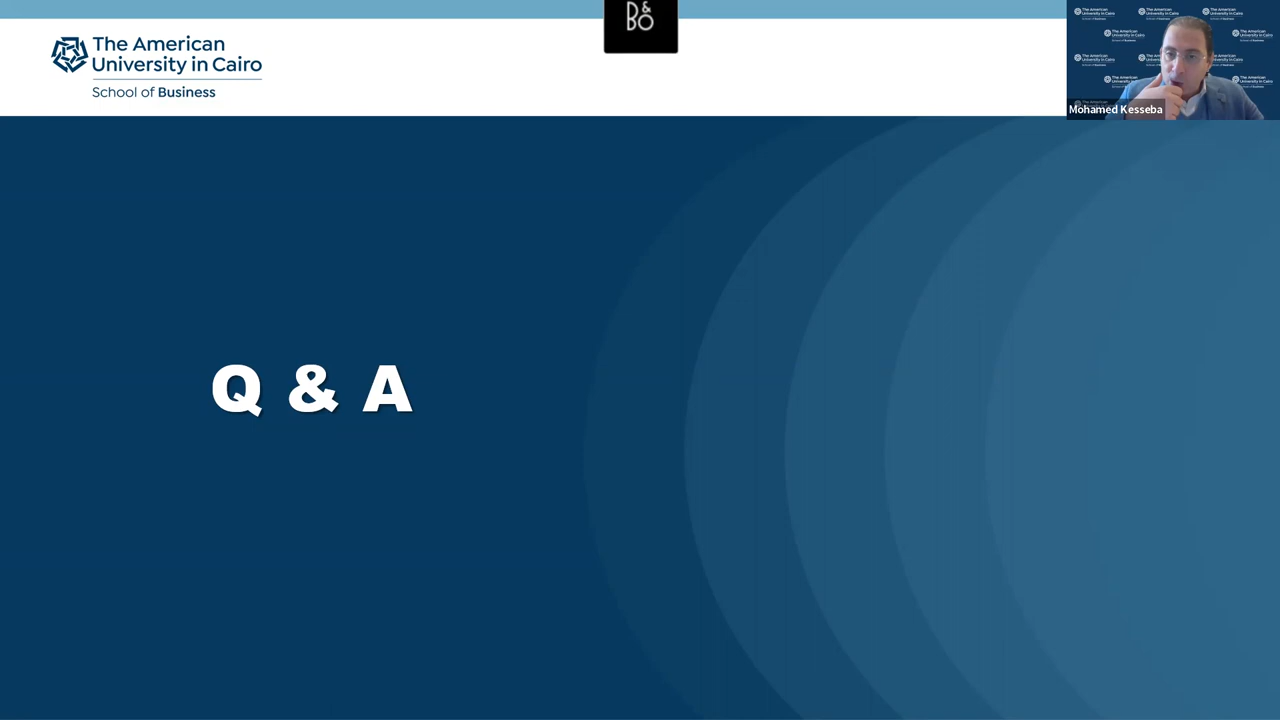 The American
University in Cairo
School of Business
B&O
Mohamed Kesseba
Q & A